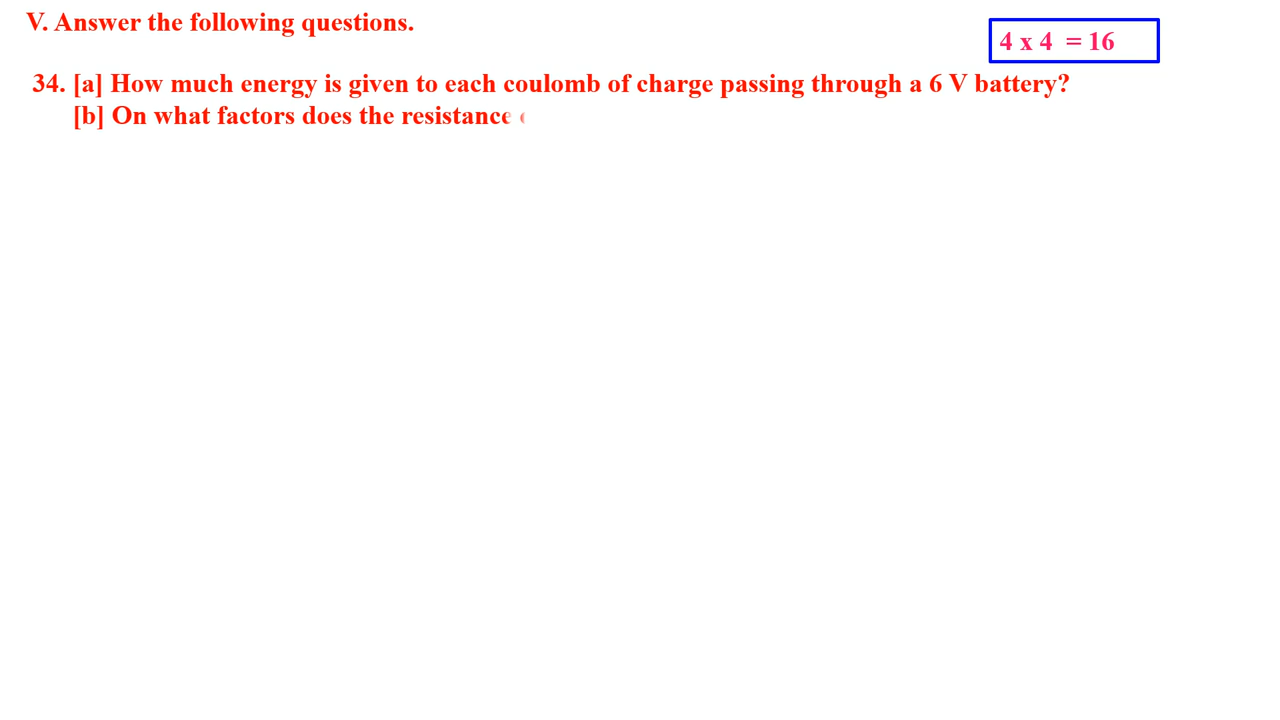 V. Answer the following questions.
4 x 4 = 16
34. [a] How much energy is given to each coulomb of charge passing through a 6 V battery?
[b] On what factors does the resistance